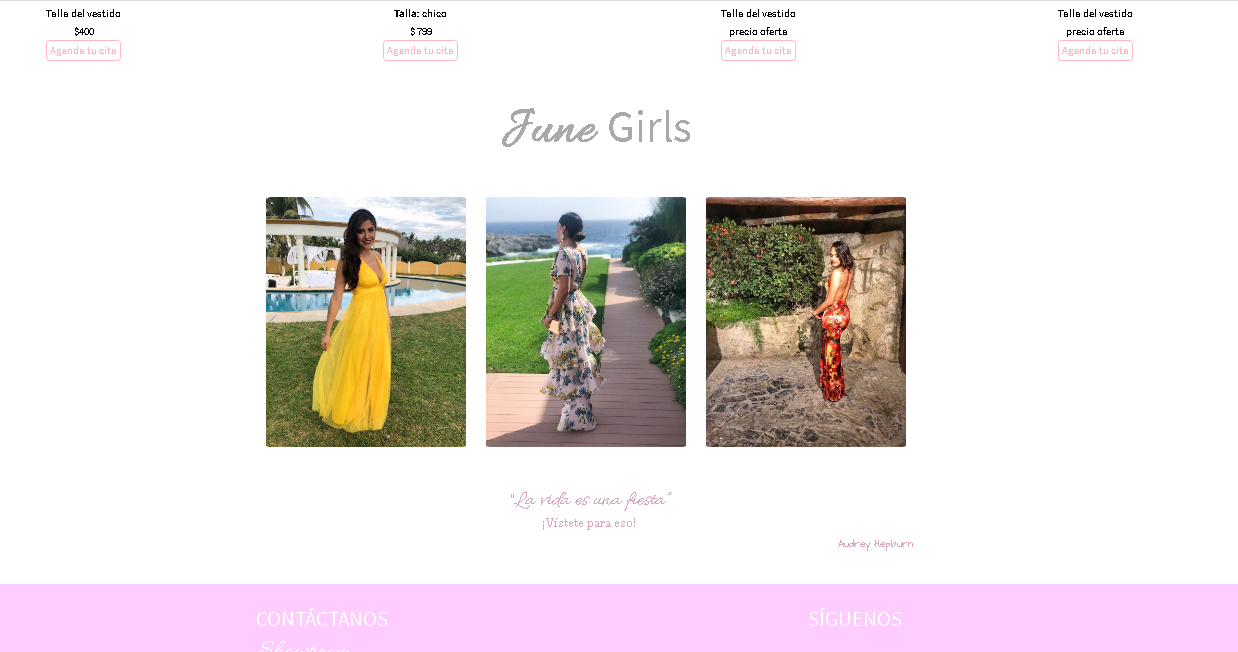 Talla del vestido
$400
Agenda tu cita
Talla: chico
$ 799
Agenda tu cita
Talla del vestido
precio oferta
Agenda tu cita
Talla del vestido
precio oferta
Agenda tu cita
June Girls
"La vida es una fiesta"
¡Vístete para eso!
Audrey Hepburn
CONTÁCTANOS
Showroom
SÍGUENOS